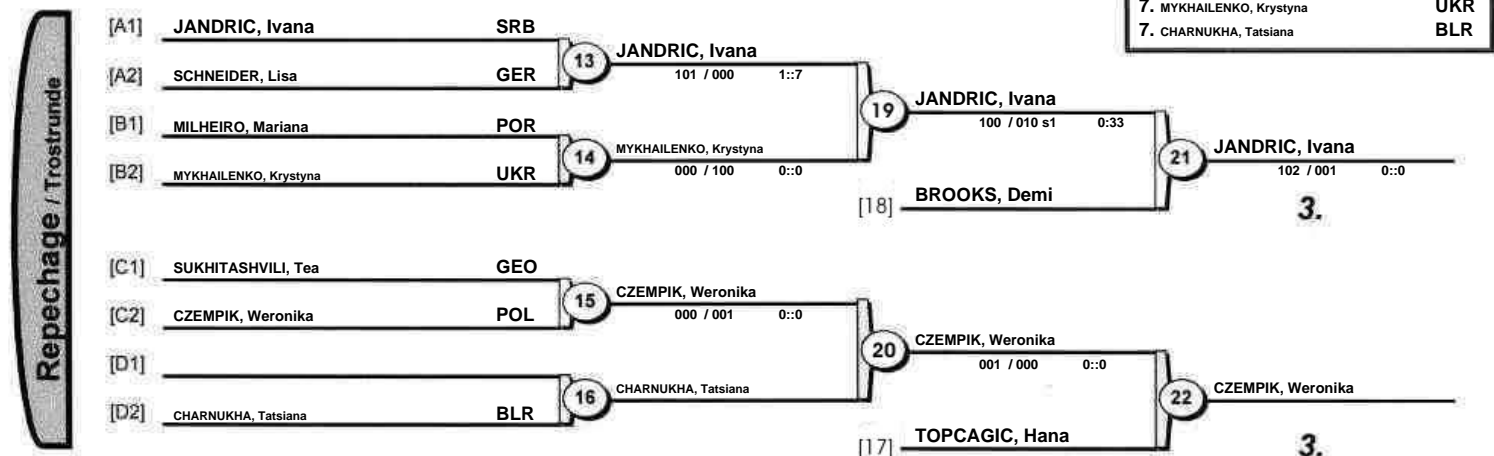 7. MYKHAILENKO, Krystyna UKR
7. CHARNUKHA, Tatsiana BLR
Repechage / Trostrunde
[A1] JANDRIC, Ivana SRB
13 JANDRIC, Ivana
101 / 000 1::7
[A2] SCHNEIDER, Lisa GER
19 JANDRIC, Ivana
100 / 010 s1 0:33
[B1] MILHEIRO, Mariana POR
14 MYKHAILENKO, Krystyna
000 / 100 0::0
[B2] MYKHAILENKO, Krystyna UKR
21 JANDRIC, Ivana
102 / 001 0::0
[18] BROOKS, Demi
3.
[C1] SUKHITASHVILI, Tea GEO
15 CZEMPIK, Weronika
000 / 001 0::0
[C2] CZEMPIK, Weronika POL
20 CZEMPIK, Weronika
001 / 000 0::0
[D1]
16 CHARNUKHA, Tatsiana
[D2] CHARNUKHA, Tatsiana BLR
22 CZEMPIK, Weronika
[17] TOPCAGIC, Hana
3.